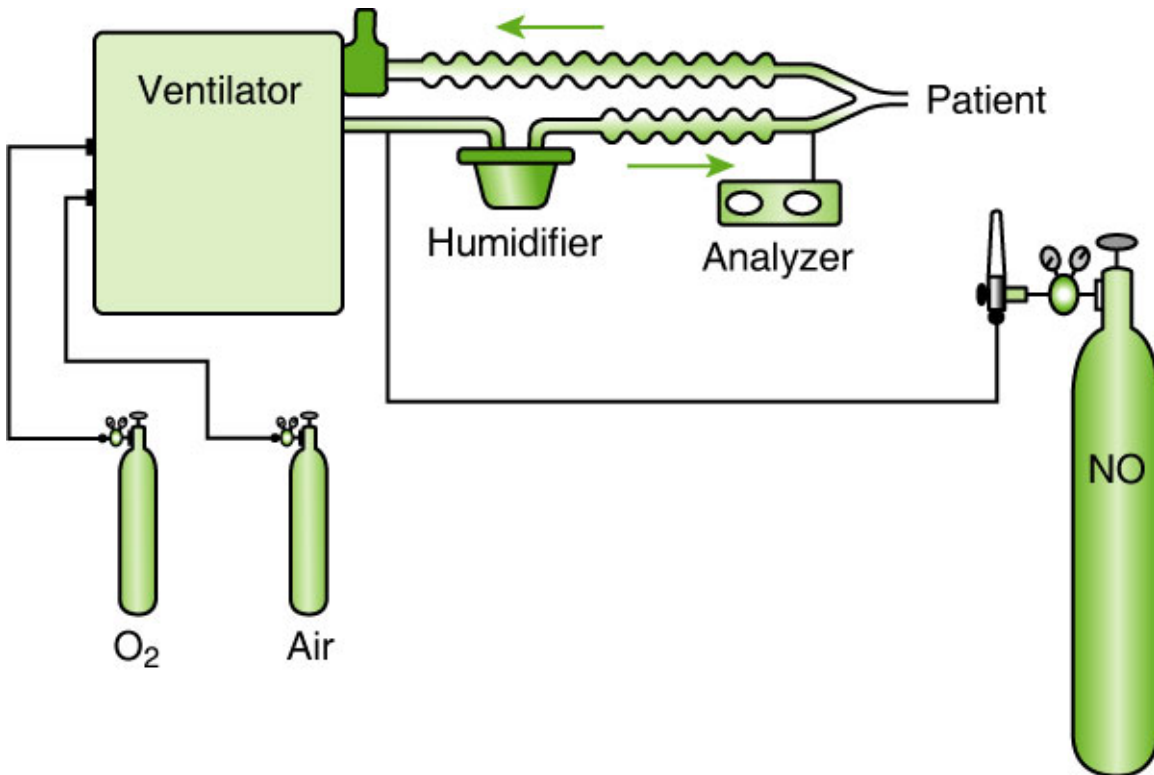 Ventilator
Patient
Humidifier
Analyzer
NO
O₂
Air